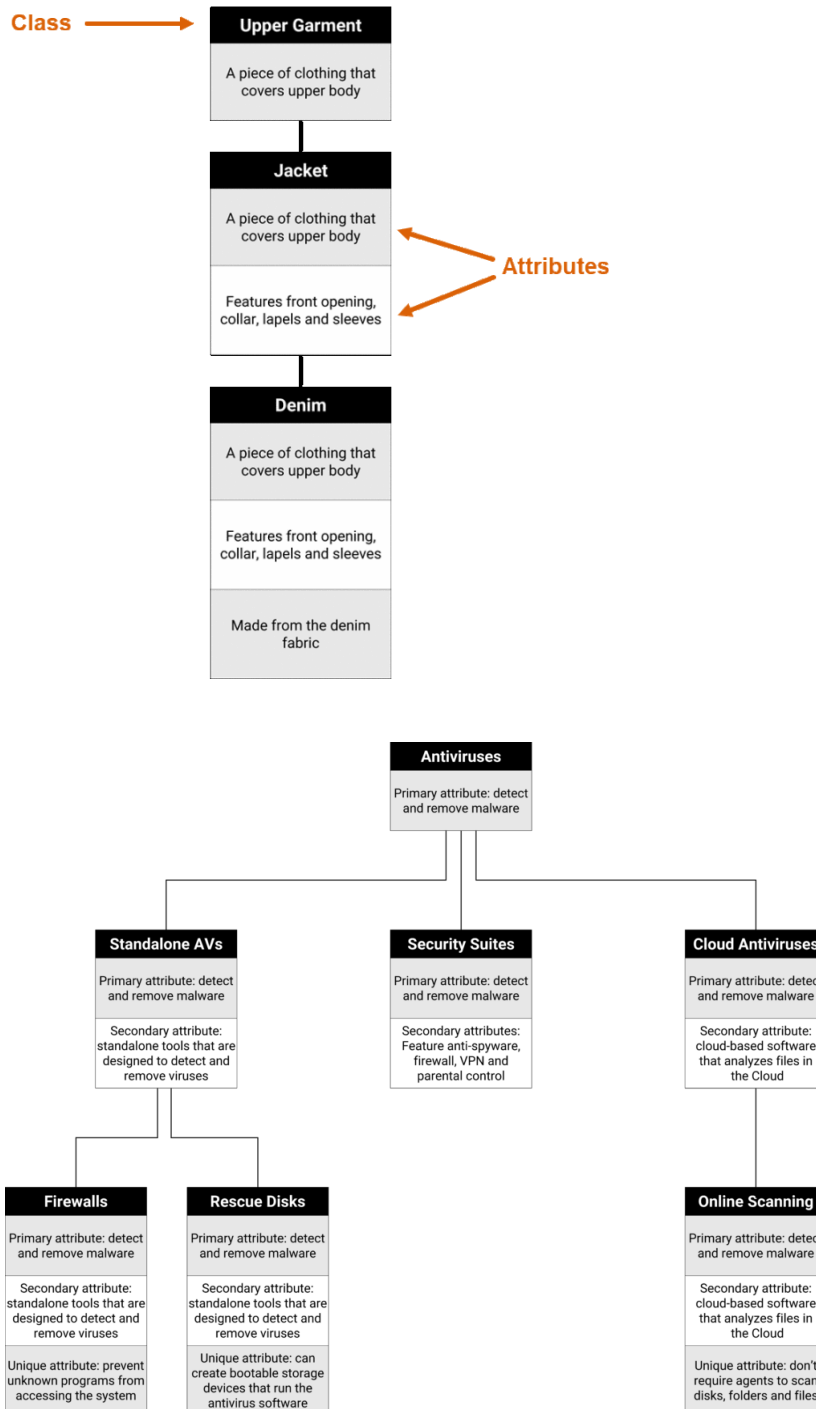 Class
Upper Garment
A piece of clothing that
covers upper body
Jacket
A piece of clothing that
covers upper body
Attributes
Features front opening,
collar, lapels and sleeves
Denim
A piece of clothing that
covers upper body
Features front opening,
collar, lapels and sleeves
Made from the denim
fabric
Antiviruses
Primary attribute: detect
and remove malware
Standalone AVs
Primary attribute: detect
and remove malware
Secondary attribute:
standalone tools that are
designed to detect and
remove viruses
Security Suites
Primary attribute: detect
and remove malware
Secondary attributes:
Feature anti-spyware,
firewall, VPN and
parental control
Cloud Antiviruses
Primary attribute: detect
and remove malware
Secondary attribute:
cloud-based software
that analyzes files in
the Cloud
Firewalls
Primary attribute: detect
and remove malware
Secondary attribute:
standalone tools that are
designed to detect and
remove viruses
Unique attribute: prevent
unknown programs from
accessing the system
Rescue Disks
Primary attribute: detect
and remove malware
Secondary attribute:
standalone tools that are
designed to detect and
remove viruses
Unique attribute: can
create bootable storage
devices that run the
antivirus software
Online Scanning
Primary attribute: detect
and remove malware
Secondary attribute:
cloud-based software
that analyzes files in
the Cloud
Unique attribute: don't
require agents to scan
disks, folders and files